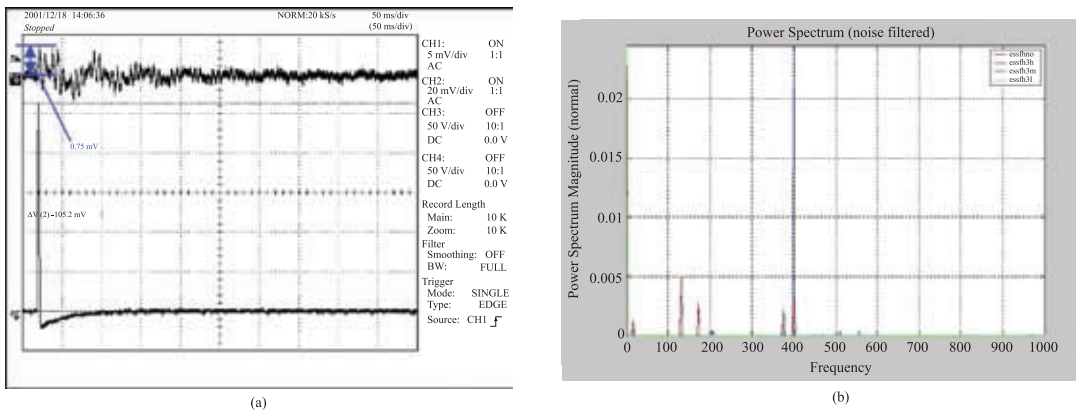 2001/12/18 14:06:36
NORM:20 kS/s
50 ms/div
Stopped
(50 ms/div)
CH1: ON
5 mV/div 1:1
AC
CH2: ON
20 mV/div 1:1
AC
CH3: OFF
50 V/div 10:1
DC 0.0 V
CH4: OFF
50 V/div 10:1
DC 0.0 V
Record Length
Main: 10 K
Zoom: 10 K
Filter
Smoothing: OFF
BW: FULL
Trigger
Mode: SINGLE
Type: EDGE
Source: CH1
0.75 mV
ΔV (2) -105.2 mV
(a)
Power Spectrum (noise filtered)
essfhno
essfh3h
essfh3m
essfh3l
Power Spectrum Magnitude (normal)
0.02
0.015
0.01
0.005
0
0 100 200 300 400 500 600 700 800 900 1000
Frequency
(b)